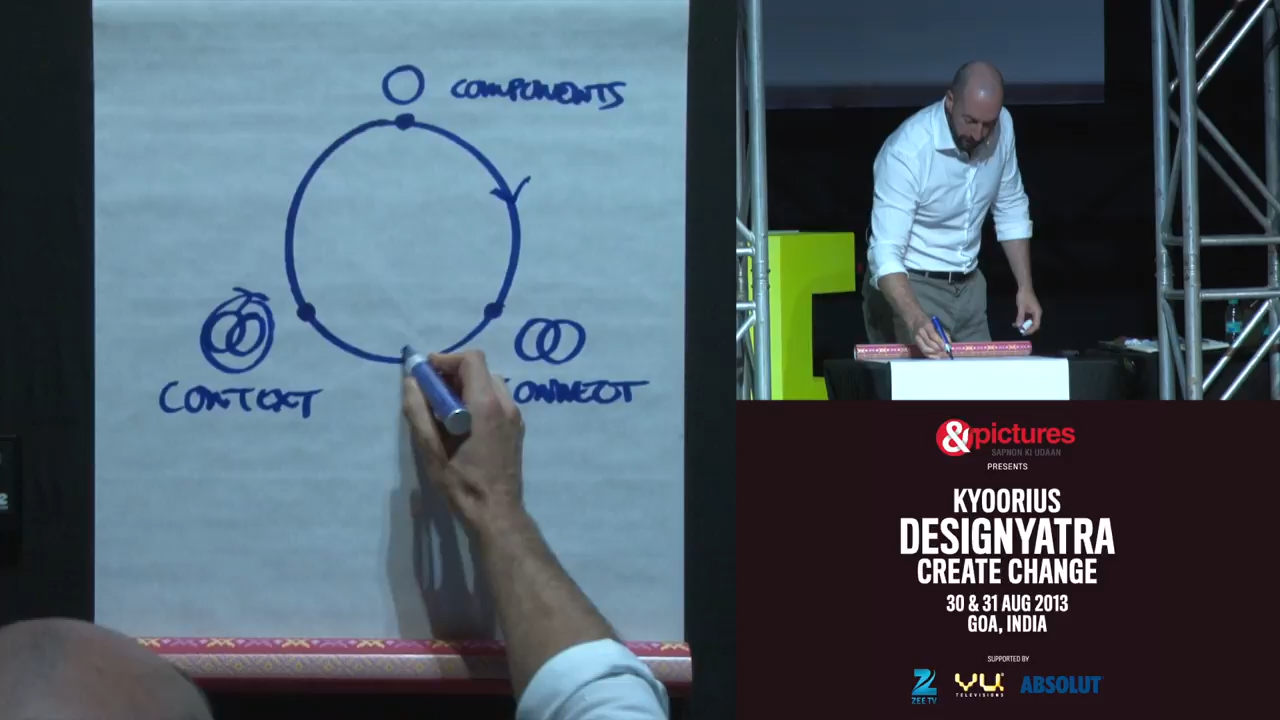 COMPONENTS
CONTEXT
CONNECT
&pictures
SAPNON KI UDAAN
PRESENTS
KYOORIUS
DESIGNYATRA
CREATE CHANGE
30 & 31 AUG 2013
GOA, INDIA
SUPPORTED BY
Z
ZEE TV
YU
TELEVISIONS
ABSOLUT